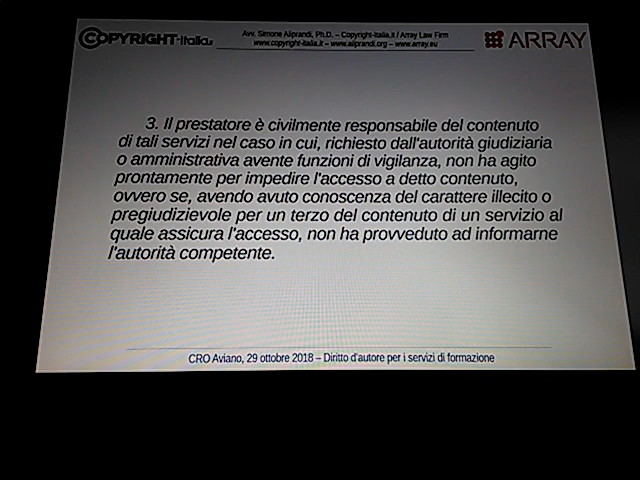 COPYRIGHT-Italia.it
Avv. Simone Aliprandi, Ph.D. – Copyright-Italia.it / Array Law Firm
www.copyright-italia.it – www.aliprandi.org – www.array.eu
ARRAY
3. Il prestatore è civilmente responsabile del contenuto
di tali servizi nel caso in cui, richiesto dall'autorità giudiziaria
o amministrativa avente funzioni di vigilanza, non ha agito
prontamente per impedire l'accesso a detto contenuto,
ovvero se, avendo avuto conoscenza del carattere illecito o
pregiudizievole per un terzo del contenuto di un servizio al
quale assicura l'accesso, non ha provveduto ad informarne
l'autorità competente.
CRO Aviano, 29 ottobre 2018 – Diritto d'autore per i servizi di formazione